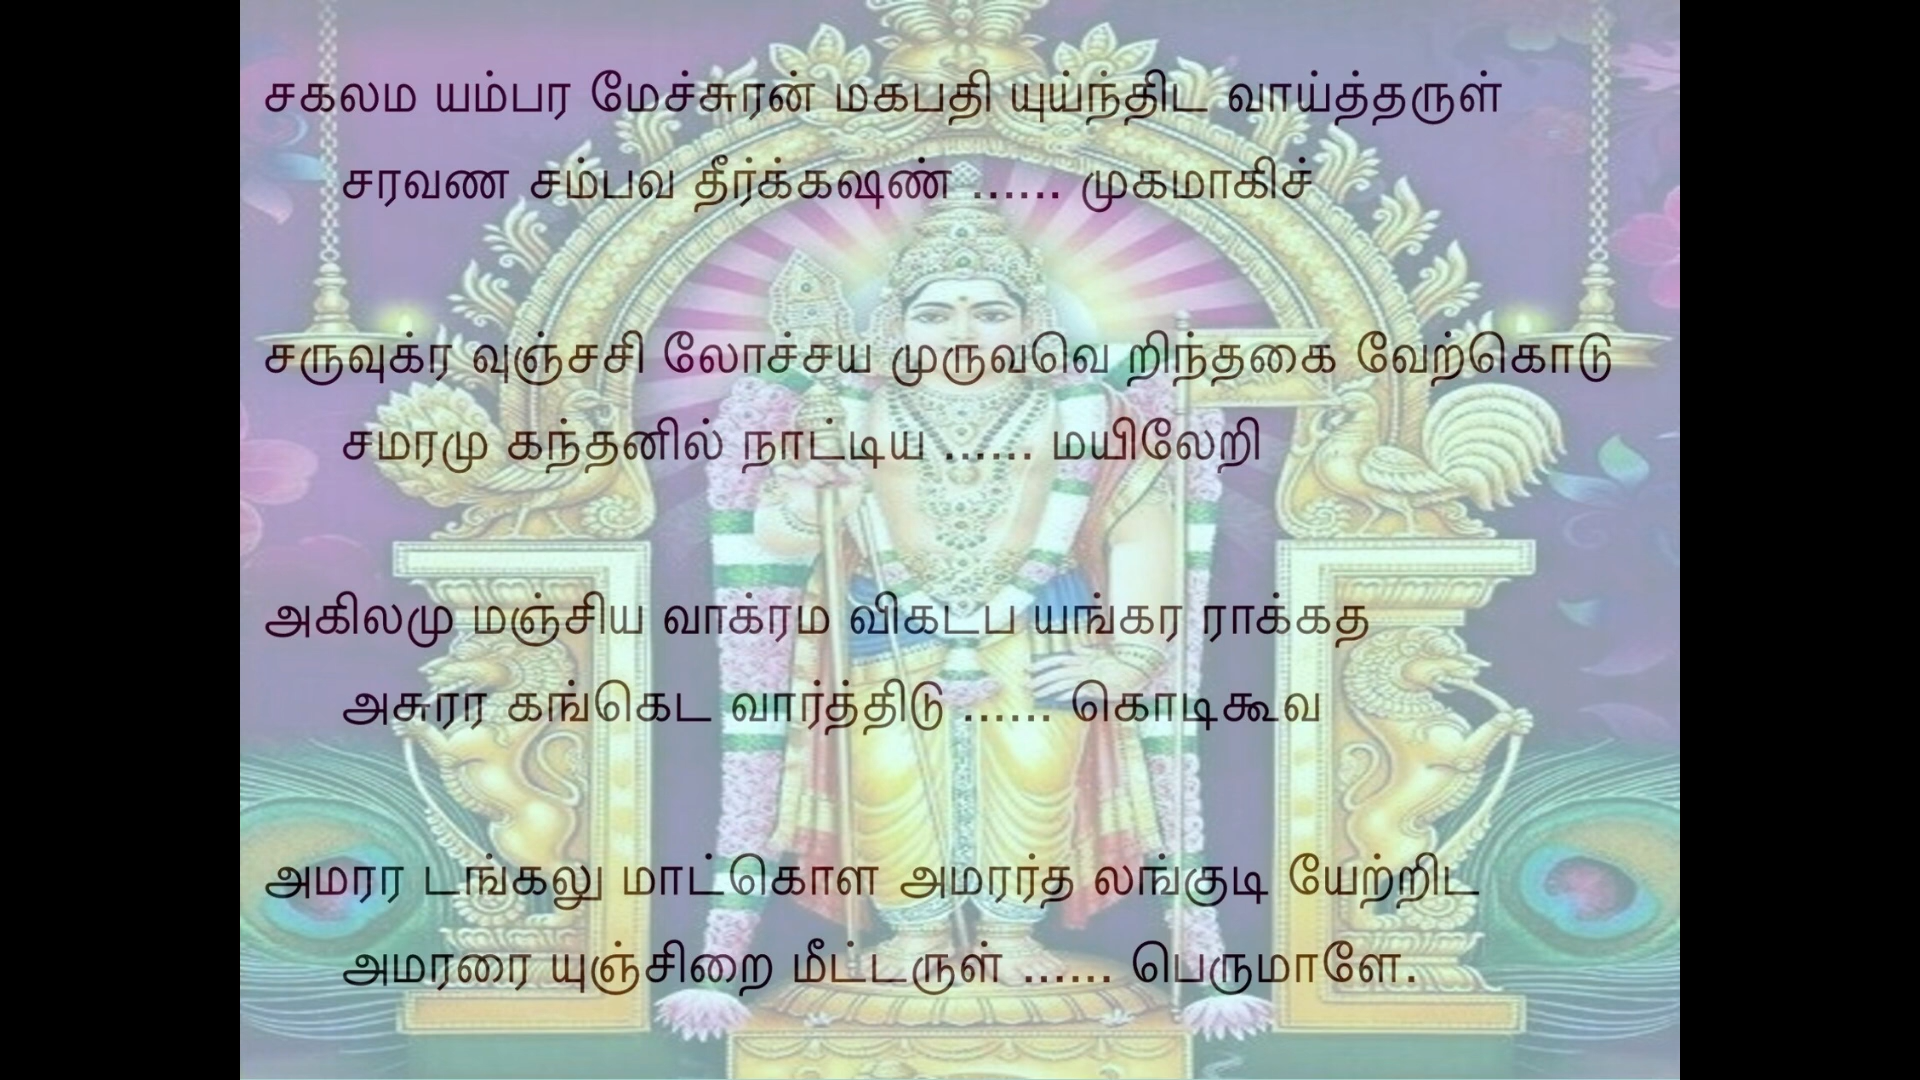 சகலம யம்பர மேச்சுரன் மகபதி யுய்ந்திட வாய்த்தருள்
சரவண சம்பவ தீர்க்கஷண் ...... முகமாகிச்
சருவுக்ர வுஞ்சசி லோச்சய முருவவெ றிந்தகை வேற்கொடு
சமரமு கந்தனில் நாட்டிய ...... மயிலேறி
அகிலமு மஞ்சிய வாக்ரம விகடப யங்கர ராக்கத
அசுரர கங்கெட வார்த்திடு ...... கொடிகூவ
அமரர டங்கலு மாட்கொள அமரர்த லங்குடி யேற்றிட
அமரரை யுஞ்சிறை மீட்டருள் ...... பெருமாளே.